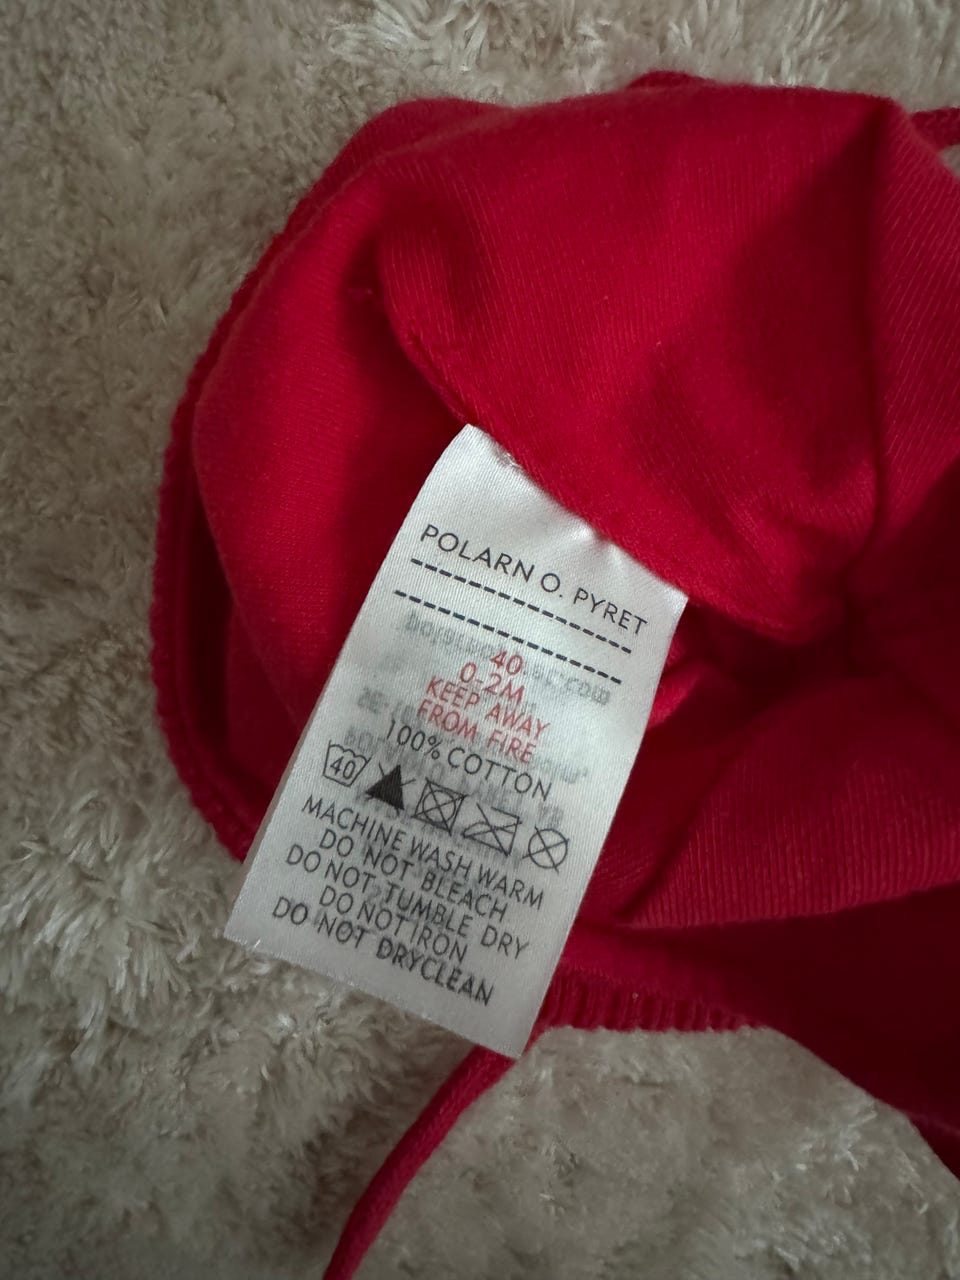 POLARN O. PYRET
40
0-2M
KEEP AWAY
FROM FIRE
100% COTTON
40
MACHINE WASH WARM
DO NOT BLEACH
DO NOT TUMBLE DRY
DO NOT IRON
DO NOT DRYCLEAN